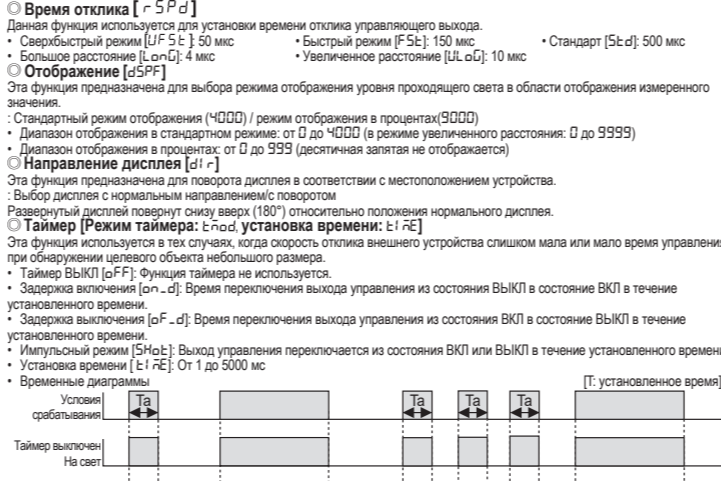 ◎ Время отклика [rSPd]
Данная функция используется для установки времени отклика управляющего выхода.
• Сверхбыстрый режим [UFSt]: 50 мкс • Быстрый режим [FSt]: 150 мкс • Стандарт [Std]: 500 мкс
• Большое расстояние [LonG]: 4 мкс • Увеличенное расстояние [ULoG]: 10 мкс
◎ Отображение [dSPF]
Эта функция предназначена для выбора режима отображения уровня проходящего света в области отображения измеренного
значения.
: Стандартный режим отображения (4000) / режим отображения в процентах(9000)
• Диапазон отображения в стандартном режиме: от 0 до 4000 (в режиме увеличенного расстояния: 0 до 9999)
• Диапазон отображения в процентах: от 0 до 999 (десятичная запятая не отображается)
◎ Направление дисплея [dIr]
Эта функция предназначена для поворота дисплея в соответствии с местоположением устройства.
: Выбор дисплея с нормальным направлением/с поворотом
Развернутый дисплей повернут снизу вверх (180°) относительно положения нормального дисплея.
◎ Таймер [Режим таймера: tmod, установка времени: tIME]
Эта функция используется в тех случаях, когда скорость отклика внешнего устройства слишком мала или мало время управления
при обнаружении целевого объекта небольшого размера.
• Таймер ВЫКЛ [oFF]: Функция таймера не используется.
• Задержка включения [on_d]: Время переключения выхода управления из состояния ВЫКЛ в состояние ВКЛ в течение
установленного времени.
• Задержка выключения [oF_d]: Время переключения выхода управления из состояния ВКЛ в состояние ВЫКЛ в течение
установленного времени.
• Импульсный режим [SHot]: Выход управления переключается из состояния ВКЛ или ВЫКЛ в течение установленного времени
• Установка времени [tIME]: От 1 до 5000 мс
• Временные диаграммы [T: установленное время]
Условия
срабатывания
Ta Ta Ta Ta
Таймер выключен
На свет